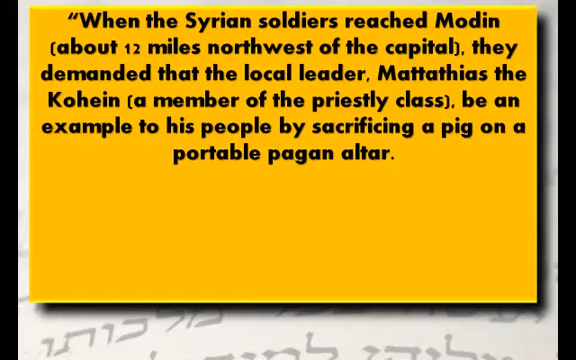 “When the Syrian soldiers reached Modin
(about 12 miles northwest of the capital), they
demanded that the local leader, Mattathias the
Kohein (a member of the priestly class), be an
example to his people by sacrificing a pig on a
portable pagan altar.